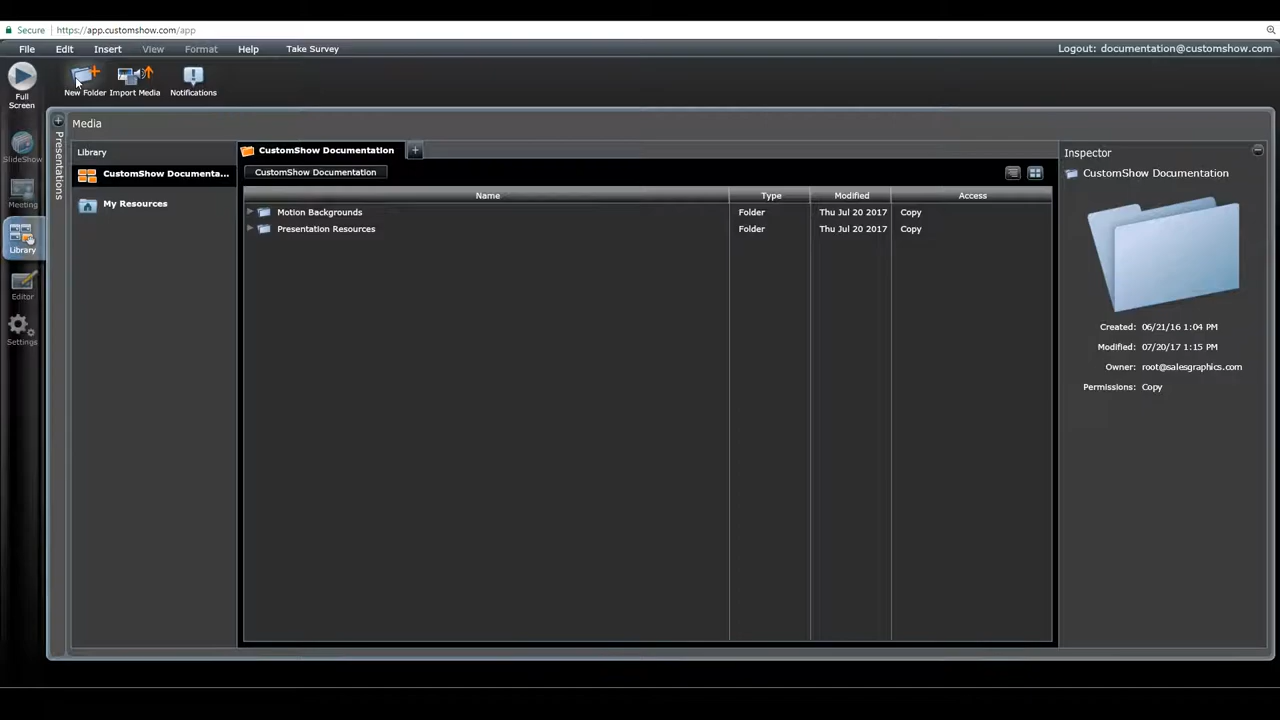 Secure https://app.customshow.com/app
File Edit Insert View Format Help Take Survey Logout: documentation@customshow.com
Full Screen
New Folder Import Media Notifications
SlideShow
Meeting
Library
Editor
Settings
Presentations
Media
Library
CustomShow Documenta...
My Resources
CustomShow Documentation +
CustomShow Documentation
Name Type Modified Access
Motion Backgrounds Folder Thu Jul 20 2017 Copy
Presentation Resources Folder Thu Jul 20 2017 Copy
Inspector
CustomShow Documentation
Created: 06/21/16 1:04 PM
Modified: 07/20/17 1:15 PM
Owner: root@salesgraphics.com
Permissions: Copy